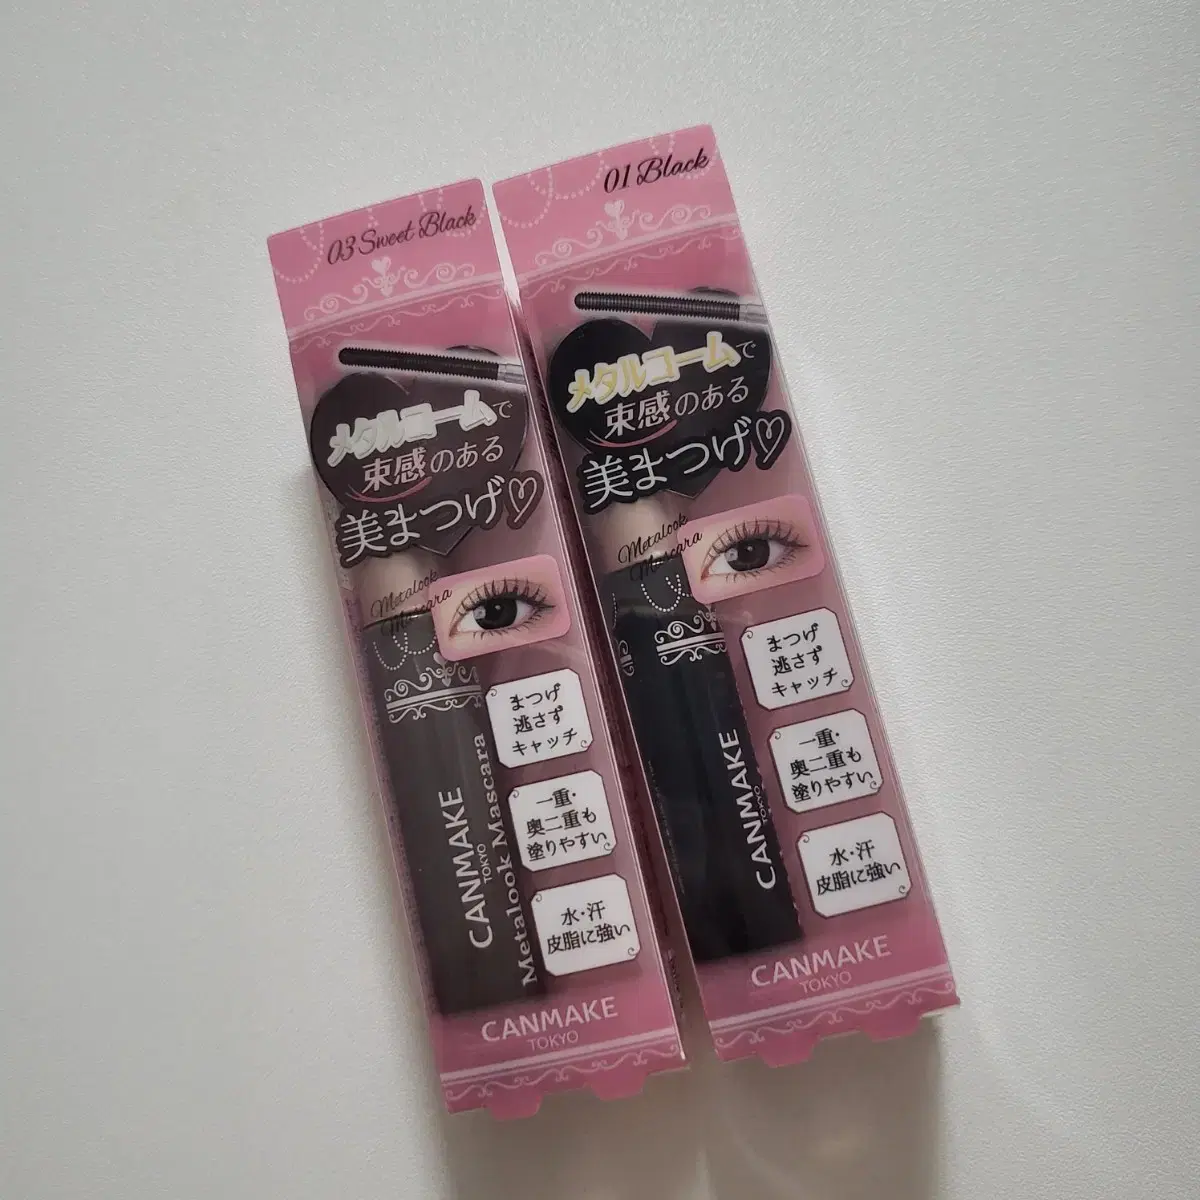 03 Sweet Black
メタルコームで
束感のある
美まつげ♡
Metalook
Mascara
まつげ
逃さず
キャッチ
一重・
奥二重も
塗りやすい
水・汗
皮脂に強い
CANMAKE
TOKYO
Metalook Mascara
CANMAKE
TOKYO
01 Black
メタルコームで
束感のある
美まつげ♡
Metalook
Mascara
まつげ
逃さず
キャッチ
一重・
奥二重も
塗りやすい
水・汗
皮脂に強い
CANMAKE
TOKYO
CANMAKE
TOKYO